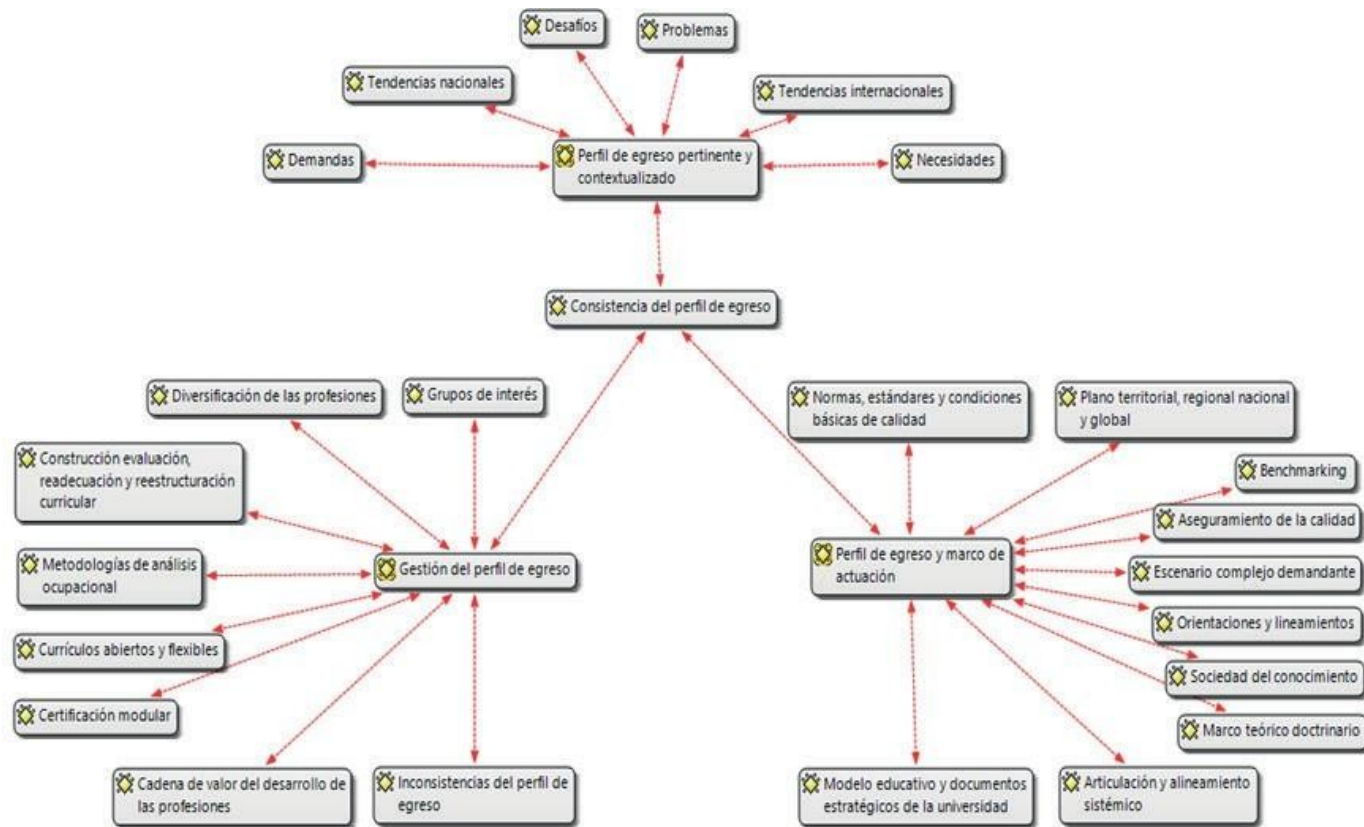 Desafíos
Problemas
Tendencias nacionales
Tendencias internacionales
Demandas
Perfil de egreso pertinente y
contextualizado
Necesidades
Consistencia del perfil de egreso
Diversificación de las profesiones
Grupos de interés
Construcción evaluación,
readecuación y reestructuración
curricular
Metodologías de análisis
ocupacional
Gestión del perfil de egreso
Currículos abiertos y flexibles
Certificación modular
Cadena de valor del desarrollo de
las profesiones
Inconsistencias del perfil de
egreso
Normas, estándares y condiciones
básicas de calidad
Plano territorial, regional nacional
y global
Benchmarking
Aseguramiento de la calidad
Perfil de egreso y marco de
actuación
Escenario complejo demandante
Orientaciones y lineamientos
Sociedad del conocimiento
Marco teórico doctrinario
Modelo educativo y documentos
estratégicos de la universidad
Articulación y alineamiento
sistémico